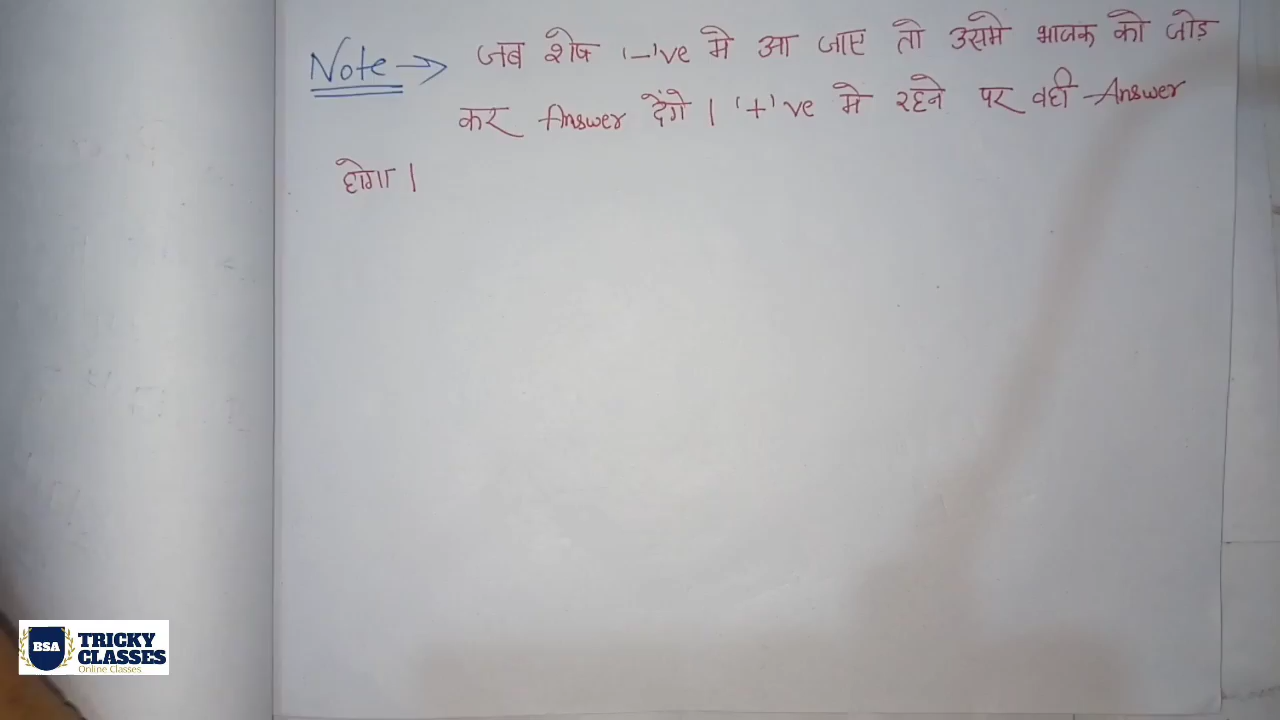 Note → जब शेष '-'ve मे आ जाए तो उसमे भाजक को जोड़
कर Answer देंगे । '+' ve मे रहने पर वही Answer
होगा ।
BSA TRICKY
CLASSES
Online Classes